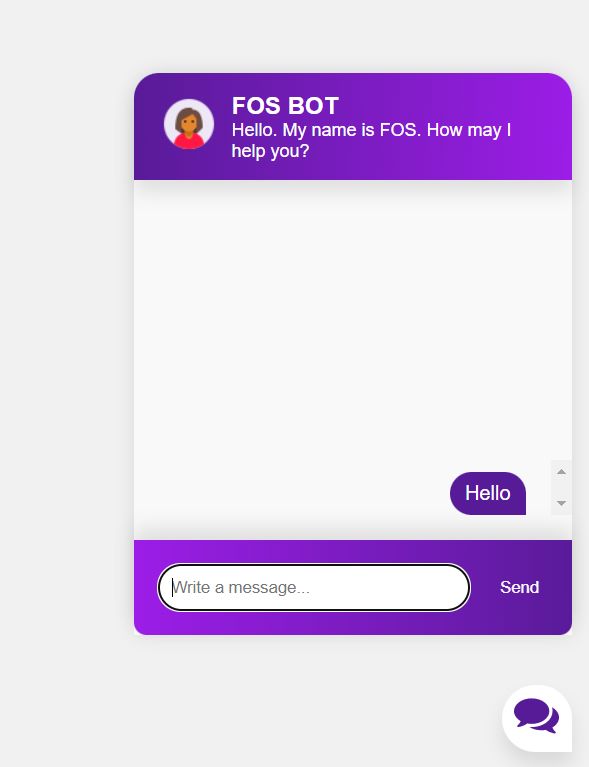 FOS BOT
Hello. My name is FOS. How may I
help you?
Hello
Write a message...
Send